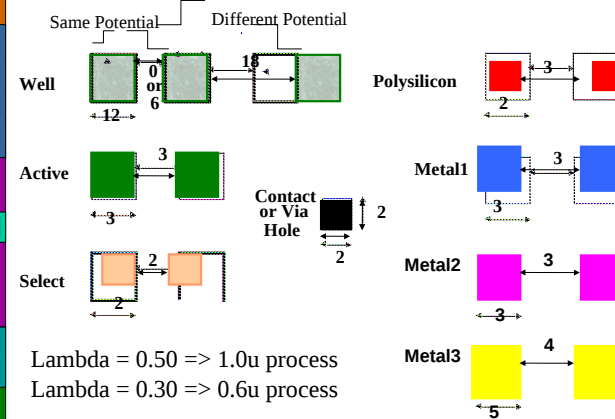 Same Potential
Different Potential
Well
0
or
6
18
12
Polysilicon
3
2
Active
3
3
Contact
or Via
Hole
2
2
Metal1
3
3
Select
2
2
Metal2
3
3
Metal3
4
5
Lambda = 0.50 => 1.0u process
Lambda = 0.30 => 0.6u process